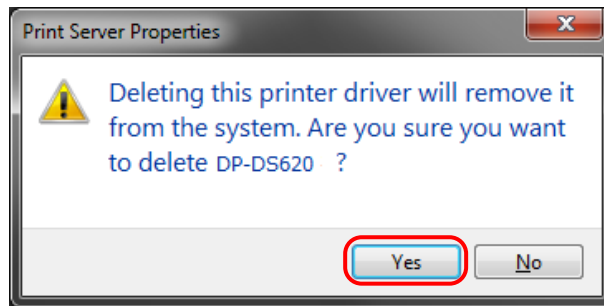 Print Server Properties
Deleting this printer driver will remove it
from the system. Are you sure you want
to delete DP-DS620 ?
Yes
No